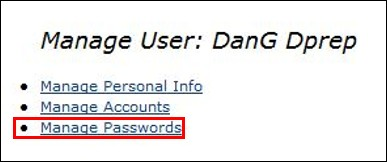 Manage User: DanG Dprep
Manage Personal Info
Manage Accounts
Manage Passwords